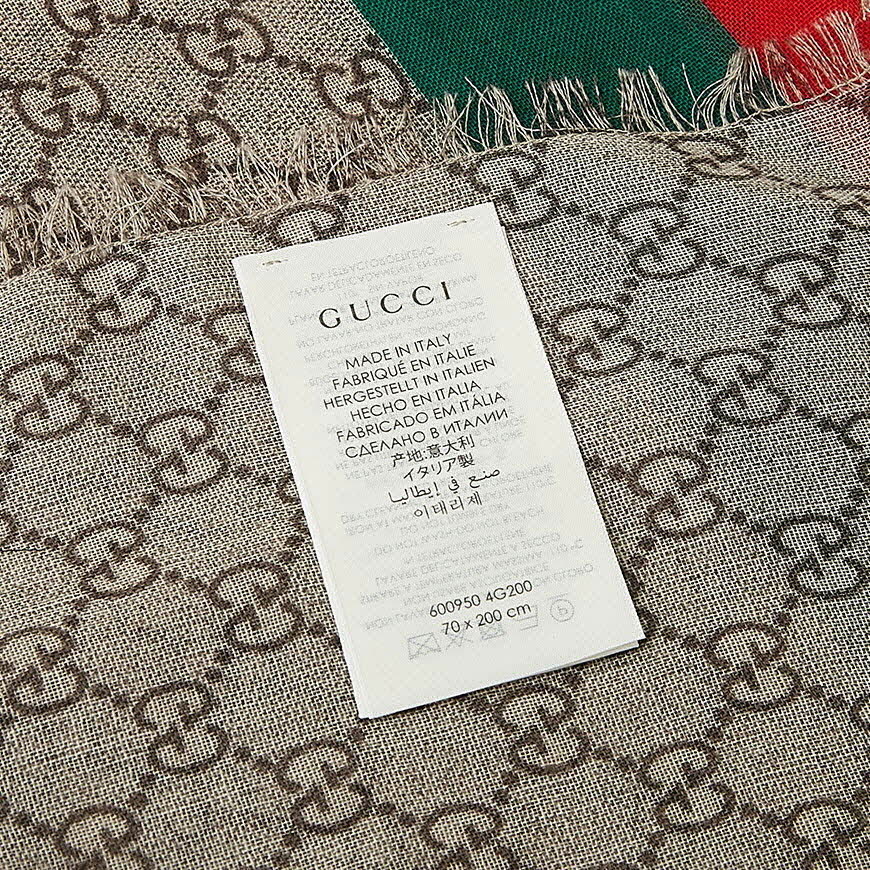 GUCCI
MADE IN ITALY
FABRIQUÉ EN ITALIE
HERGESTELLT IN ITALIEN
HECHO EN ITALIA
FABRICADO EM ITÁLIA
СДЕЛАНО В ИТАЛИИ
产地:意大利
イタリア製
صنع في إيطاليا
이태리제
600950 4G200
70 x 200 cm